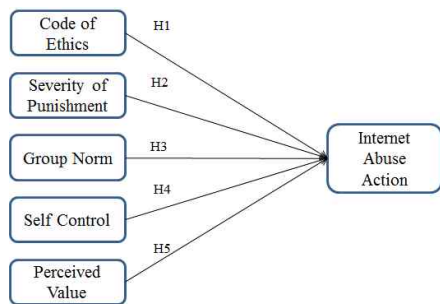 Code of
Ethics
H1
Severity of
Punishment
H2
Group Norm
H3
Self Control
H4
Perceived
Value
H5
Internet
Abuse
Action